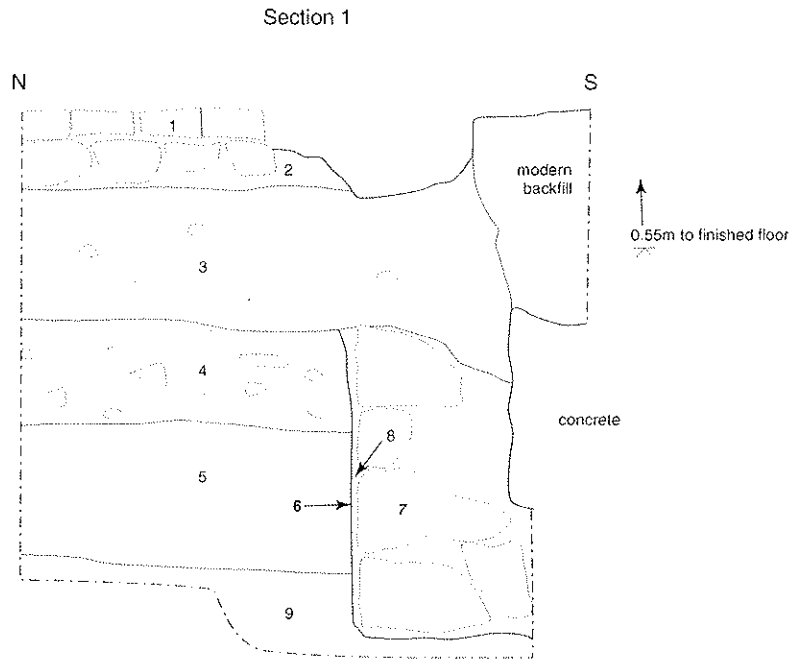 Section 1
N
S
1
2
modern
backfill
0.55m to finished floor
3
4
concrete
8
5
6
7
9